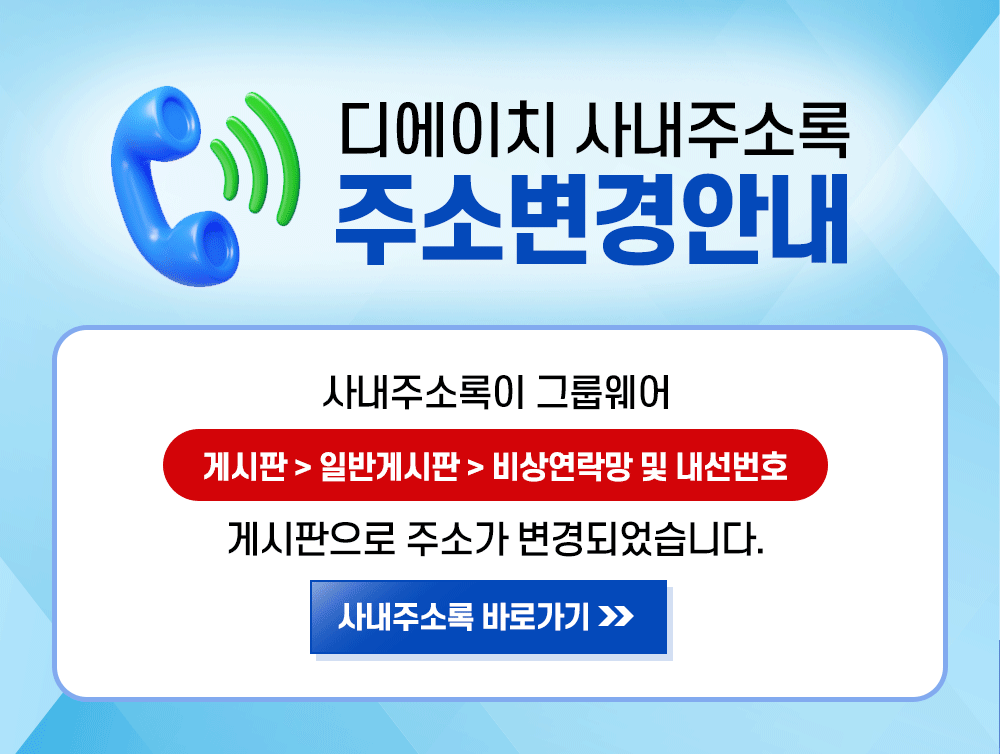 디에이치 사내주소록
주소변경안내
사내주소록이 그룹웨어
게시판 > 일반게시판 > 비상연락망 및 내선번호
게시판으로 주소가 변경되었습니다.
사내주소록 바로가기 >>